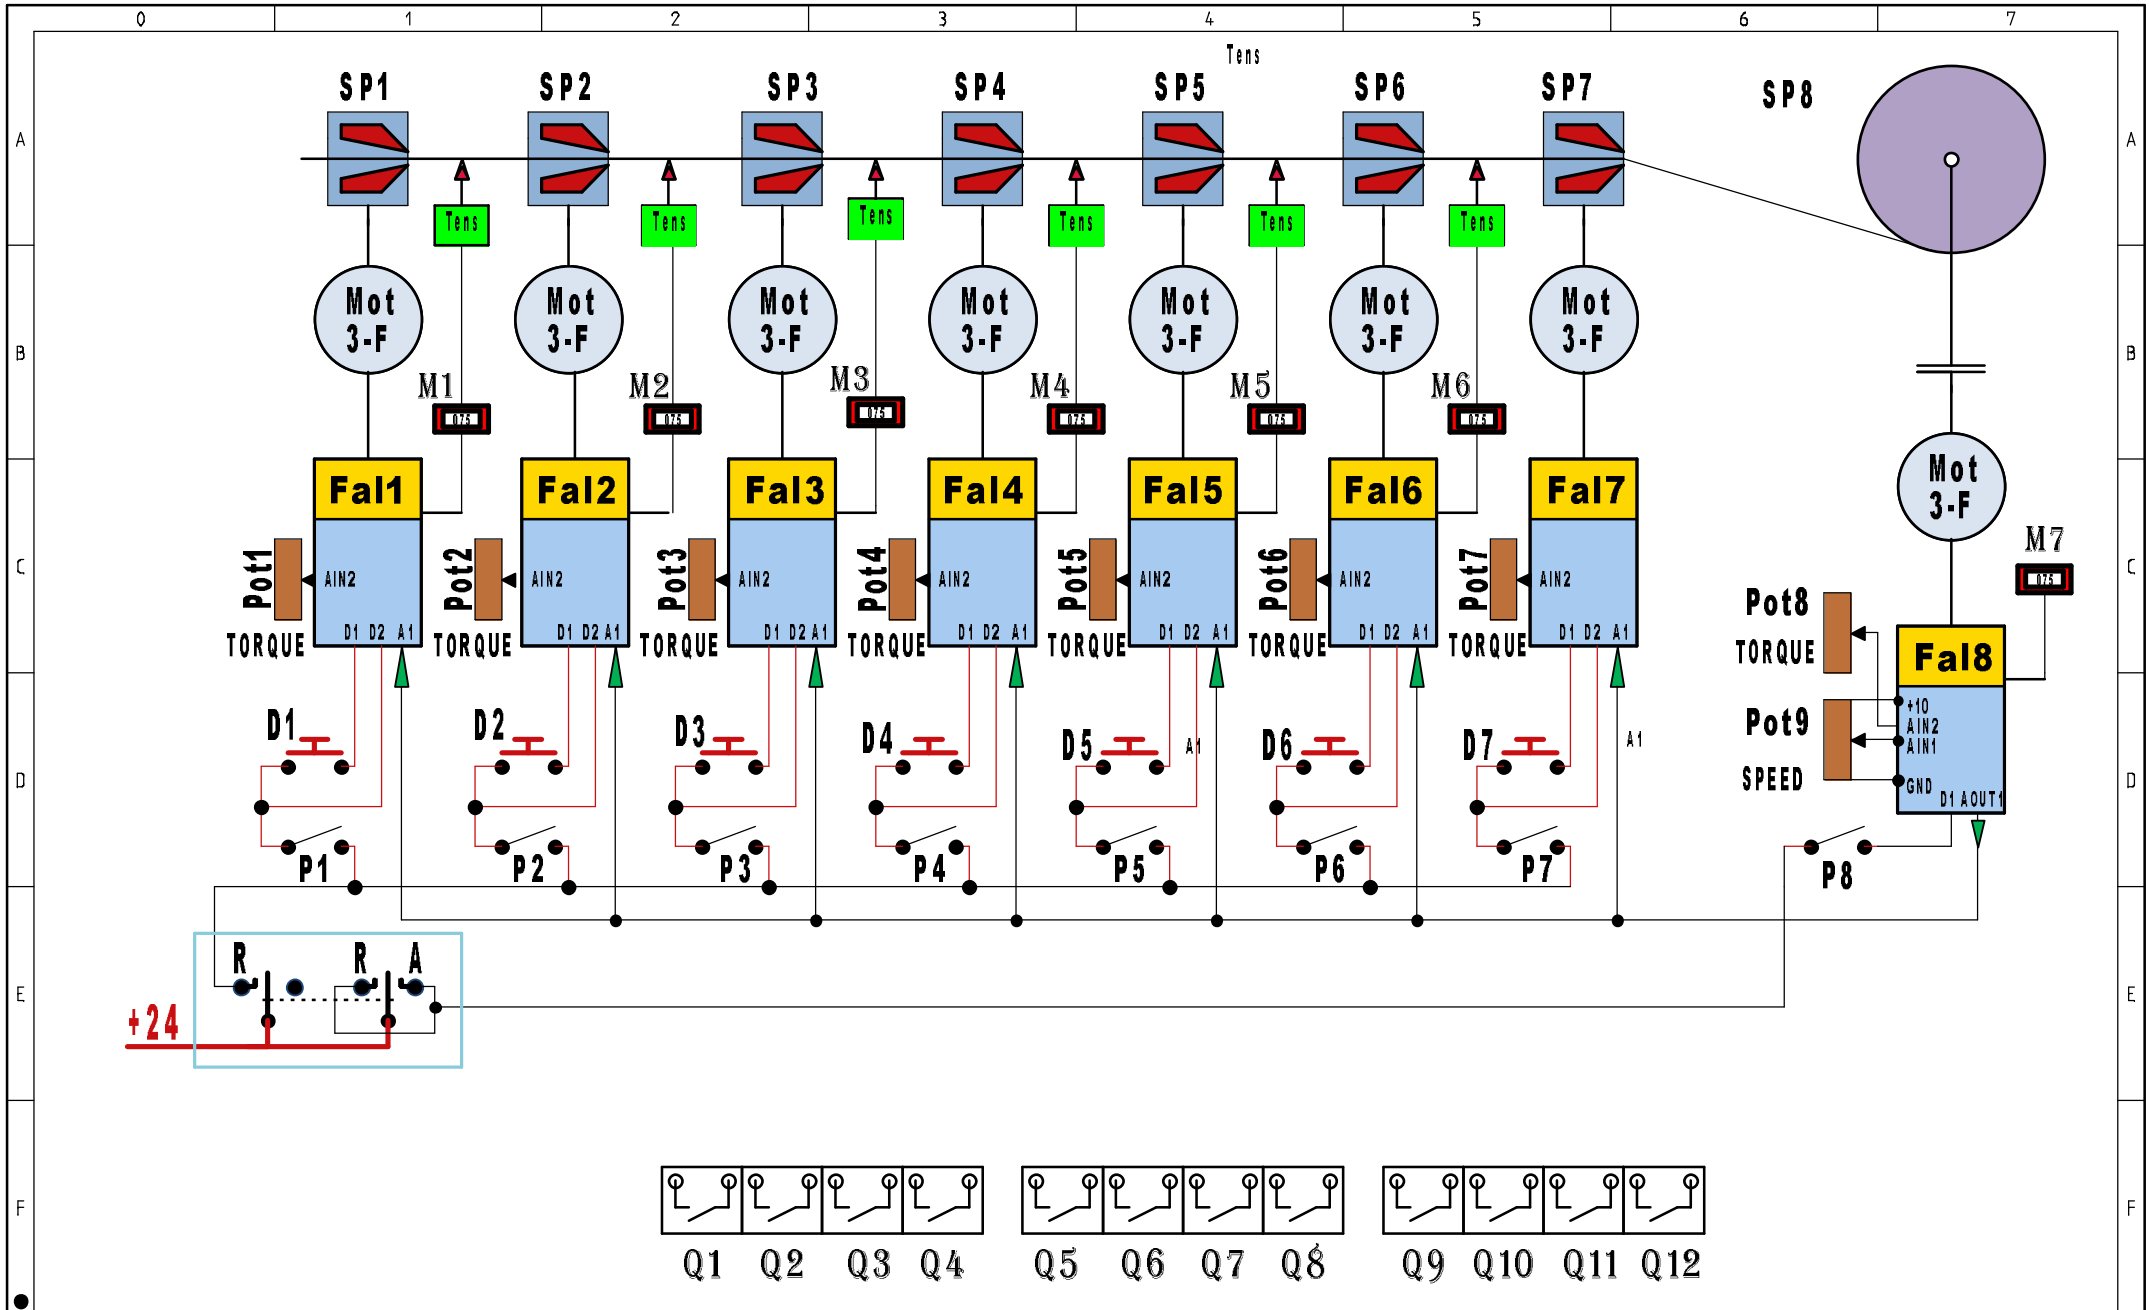 0 1 2 3 4 5 6 7
Tens
SP1 SP2 SP3 SP4 SP5 SP6 SP7 SP8
A A
Tens Tens Tens Tens Tens Tens
Mot Mot Mot Mot Mot Mot Mot
3-F 3-F 3-F 3-F 3-F 3-F 3-F
B B
M1 M2 M3 M4 M5 M6
075 075 075 075 075 075
Fal1 Fal2 Fal3 Fal4 Fal5 Fal6 Fal7
Mot
3-F
M7
075
C C
Pot1 Pot2 Pot3 Pot4 Pot5 Pot6 Pot7
AIN2 AIN2 AIN2 AIN2 AIN2 AIN2 AIN2
D1 D2 A1 D1 D2 A1 D1 D2 A1 D1 D2 A1 D1 D2 A1 D1 D2 A1 D1 D2 A1
TORQUE TORQUE TORQUE TORQUE TORQUE TORQUE TORQUE
Pot8
TORQUE
Fal8
D1 D2 D3 D4 D5 A1 D6 D7 A1
Pot9
SPEED
+10
AIN2
AIN1
GND
D1 AOUT1
D D
P1 P2 P3 P4 P5 P6 P7 P8
R R A
E E
+24
F F
Q1 Q2 Q3 Q4 Q5 Q6 Q7 Q8 Q9 Q10 Q11 Q12